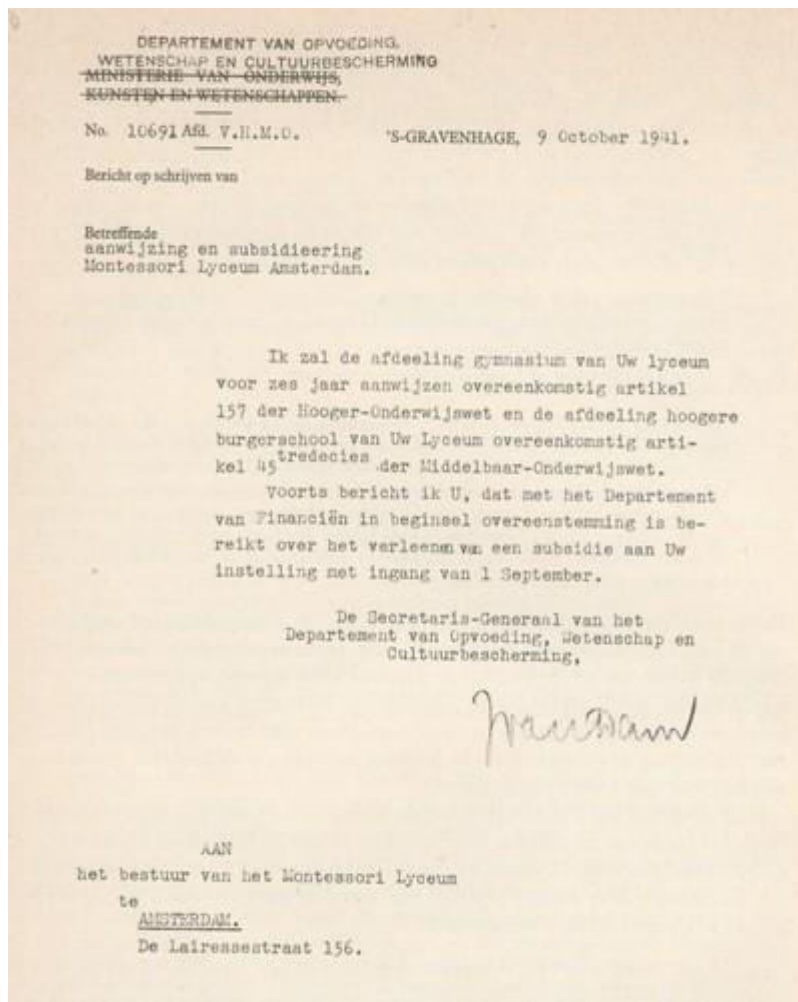 DEPARTEMENT VAN OPVOEDING,
WETENSCHAP EN CULTUURBESCHERMING
MINISTERIE VAN ONDERWIJS,
KUNSTEN EN WETENSCHAPPEN.
No. 10691 Afd. V.H.M.O. 'S-GRAVENHAGE, 9 October 1941.
Bericht op schrijven van
Betreffende
aanwijzing en subsidieering
Montessori Lyceum Amsterdam.
Ik zal de afdeeling gymnasium van Uw lyceum
voor zes jaar aanwijzen overeenkomstig artikel
157 der Hooger-Onderwijswet en de afdeeling hoogere
burgerschool van Uw Lyceum overeenkomstig arti-
kel 45 tredecies der Middelbaar-Onderwijswet.
Voorts bericht ik U, dat met het Departement
van Financiën in beginsel overeenstemming is be-
reikt over het verleenen van een subsidie aan Uw
instelling met ingang van 1 September.
De Secretaris-Generaal van het
Departement van Opvoeding, Wetenschap en
Cultuurbescherming,
JvanDam
AAN
het bestuur van het Montessori Lyceum
te
AMSTERDAM.
De Lairessestraat 156.